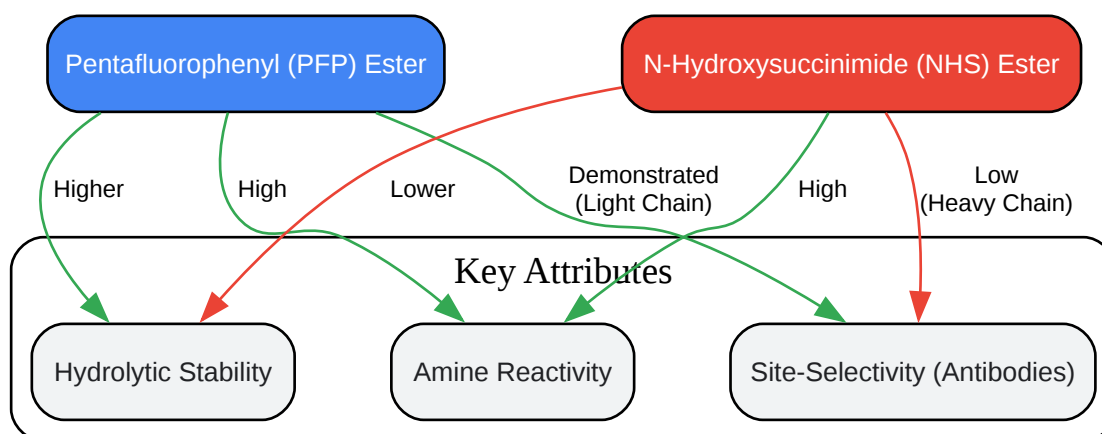 Pentafluorophenyl (PFP) Ester
N-Hydroxysuccinimide (NHS) Ester
Higher
High
Lower
Demonstrated
(Light Chain)
High
Low
(Heavy Chain)
Key Attributes
Hydrolytic Stability
Amine Reactivity
Site-Selectivity (Antibodies)